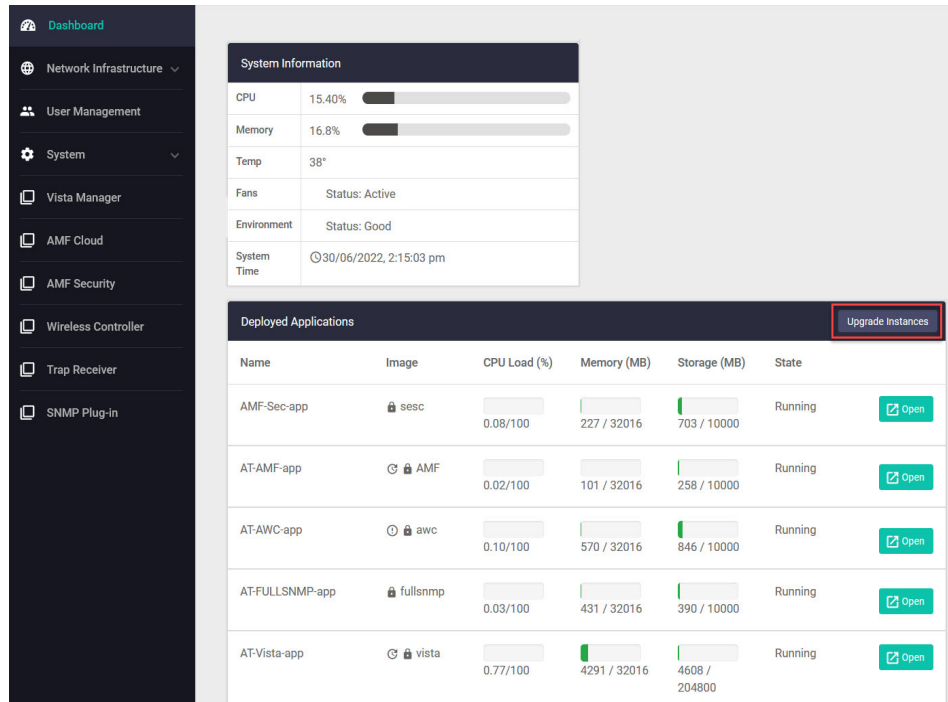 Dashboard
Network Infrastructure
User Management
System
Vista Manager
AMF Cloud
AMF Security
Wireless Controller
Trap Receiver
SNMP Plug-in
System Information
CPU 15.40%
Memory 16.8%
Temp 38°
Fans Status: Active
Environment Status: Good
System
Time
30/06/2022, 2:15:03 pm
Deployed Applications Upgrade Instances
Name Image CPU Load (%) Memory (MB) Storage (MB) State
AMF-Sec-app sesc Running Open
0.08/100 227 / 32016 703 / 10000
AT-AMF-app AMF Running Open
0.02/100 101 / 32016 258 / 10000
AT-AWC-app awc Running Open
0.10/100 570 / 32016 846 / 10000
AT-FULLSNMP-app fullsnmp Running Open
0.03/100 431 / 32016 390 / 10000
AT-Vista-app vista Running Open
0.77/100 4291 / 32016 4608 /
204800